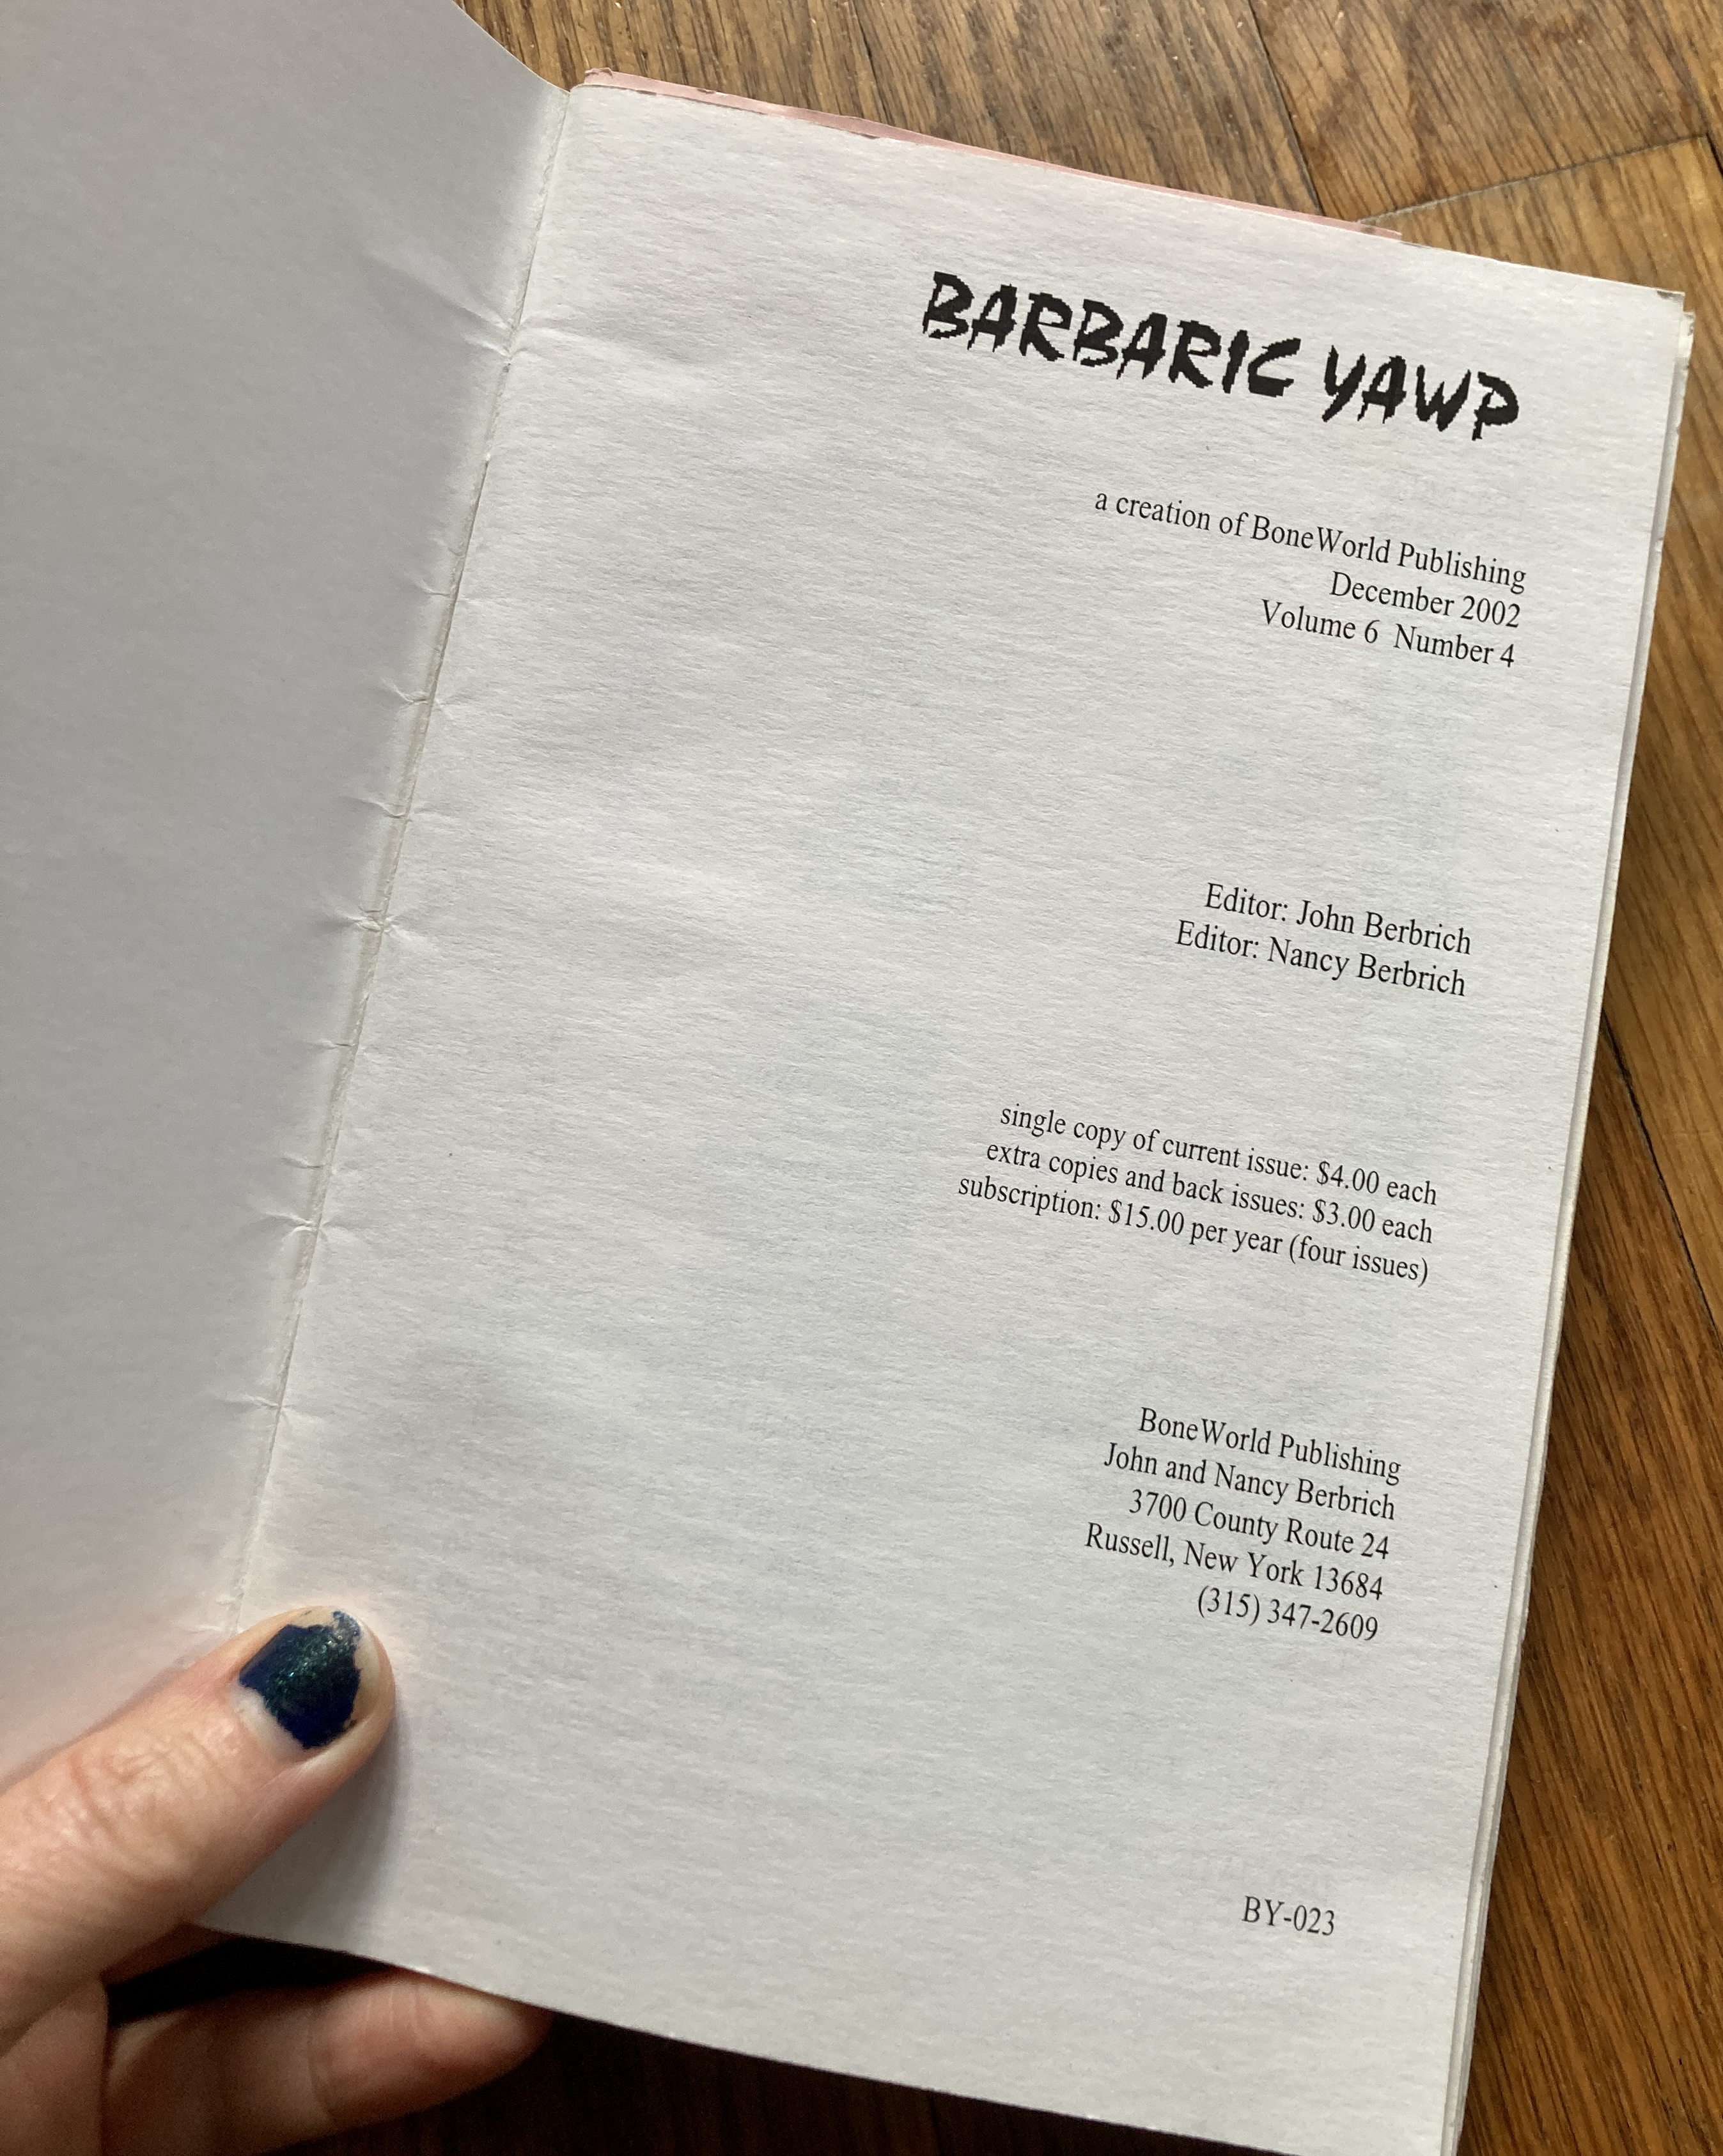 BARBARIC YAWP
a creation of BoneWorld Publishing
December 2002
Volume 6 Number 4
Editor: John Berbrich
Editor: Nancy Berbrich
single copy of current issue: $4.00 each
extra copies and back issues: $3.00 each
subscription: $15.00 per year (four issues)
BoneWorld Publishing
John and Nancy Berbrich
3700 County Route 24
Russell, New York 13684
(315) 347-2609
BY-023